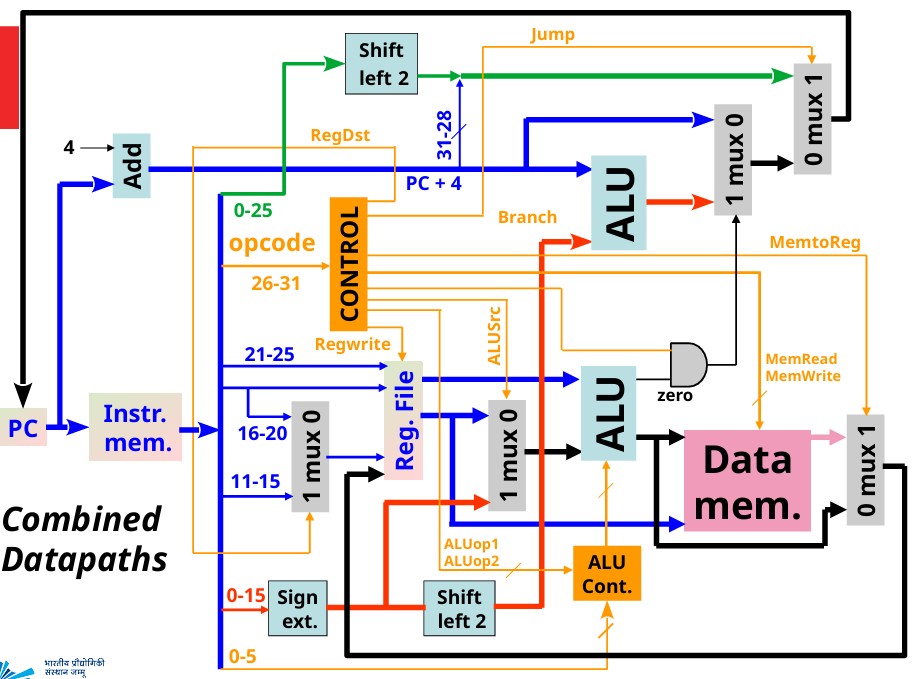 Jump
Shift
left 2
0 mux 1
31-28
1 mux 0
RegDst
4
Add
PC + 4
ALU
0-25
Branch
opcode
26-31
CONTROL
MemtoReg
Regwrite
ALUSrc
21-25
MemRead
MemWrite
zero
PC
Instr.
mem.
16-20
11-15
1 mux 0
Reg. File
1 mux 0
ALU
Data
mem.
0 mux 1
Combined
Datapaths
ALUop1
ALUop2
ALU
Cont.
0-15
Sign
ext.
Shift
left 2
0-5
भारतीय प्रौद्योगिकी
संस्थान जम्मू